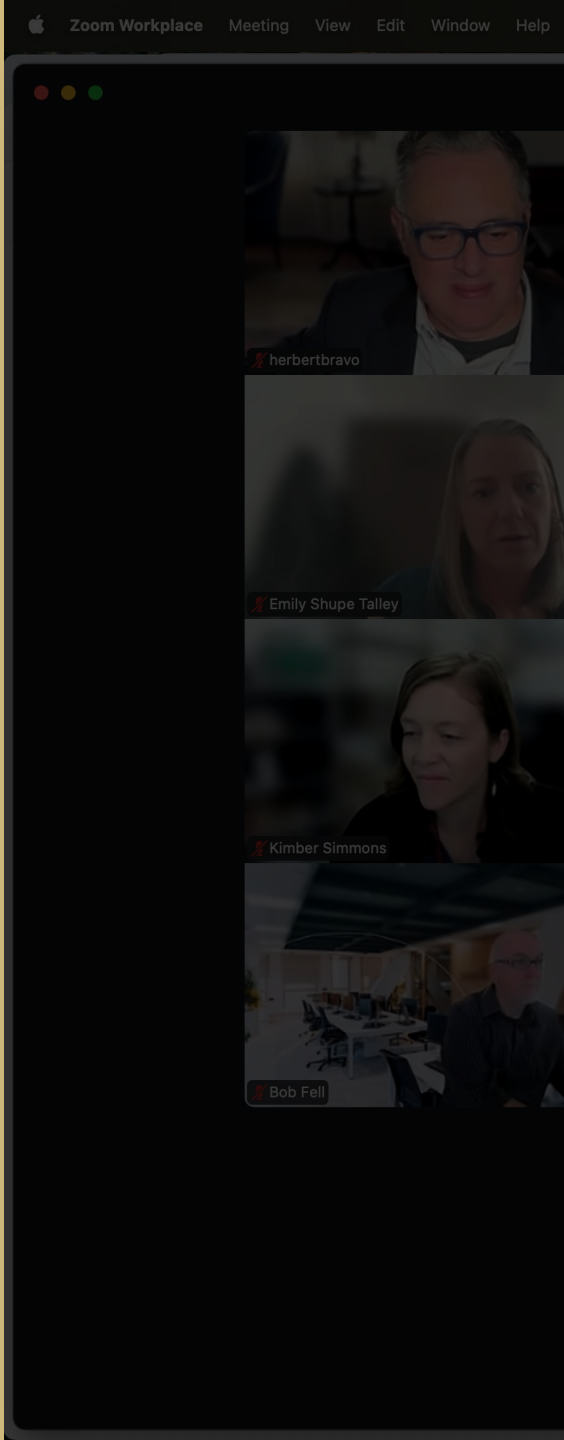 Zoom Workplace Meeting View Edit Window Help
herbertbravo
Emily Shupe Talley
Kimber Simmons
Bob Fell